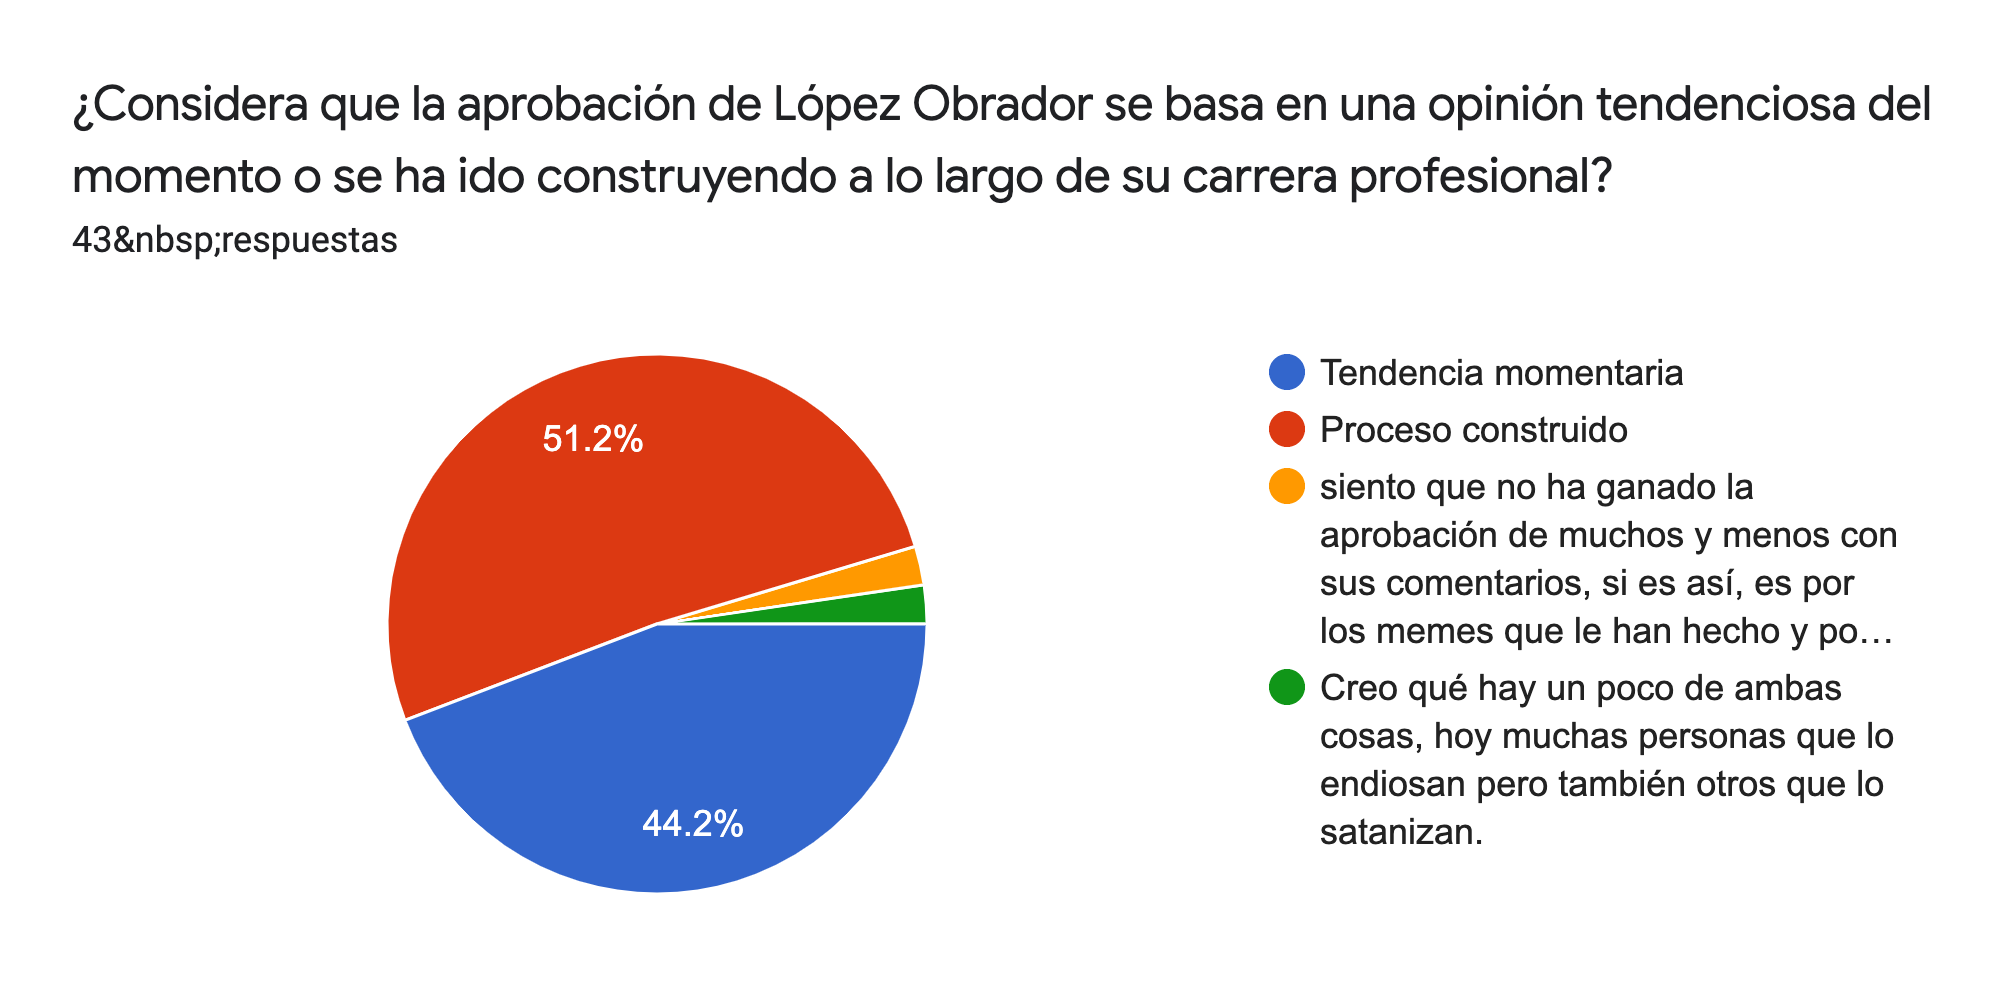 ¿Considera que la aprobación de López Obrador se basa en una opinión tendenciosa del
momento o se ha ido construyendo a lo largo de su carrera profesional?
43&nbsp;respuestas
51.2%
44.2%
Tendencia momentaria
Proceso construido
siento que no ha ganado la
aprobación de muchos y menos con
sus comentarios, si es así, es por
los memes que le han hecho y po…
Creo qué hay un poco de ambas
cosas, hoy muchas personas que lo
endiosan pero también otros que lo
satanizan.